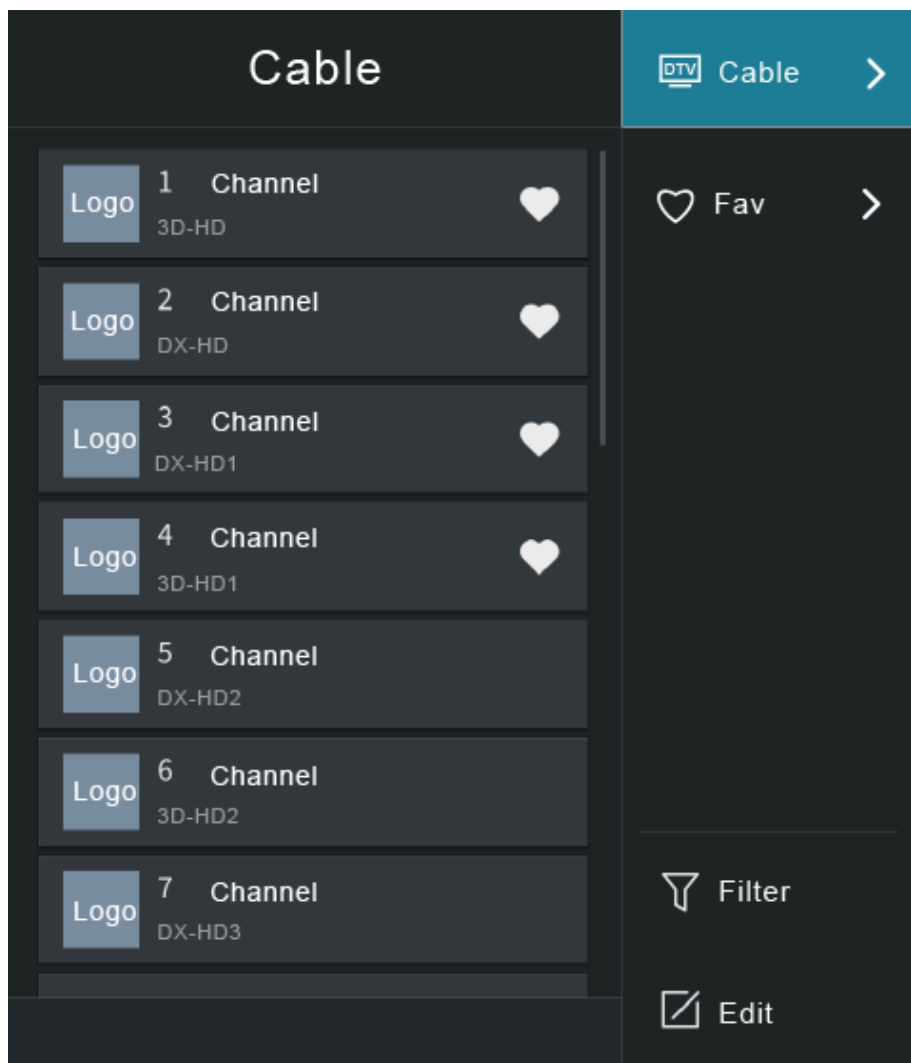 Cable
Logo
1 Channel
3D-HD
Logo
2 Channel
DX-HD
Logo
3 Channel
DX-HD1
Logo
4 Channel
3D-HD1
Logo
5 Channel
DX-HD2
Logo
6 Channel
3D-HD2
Logo
7 Channel
DX-HD3
DTV Cable
Fav
Filter
Edit